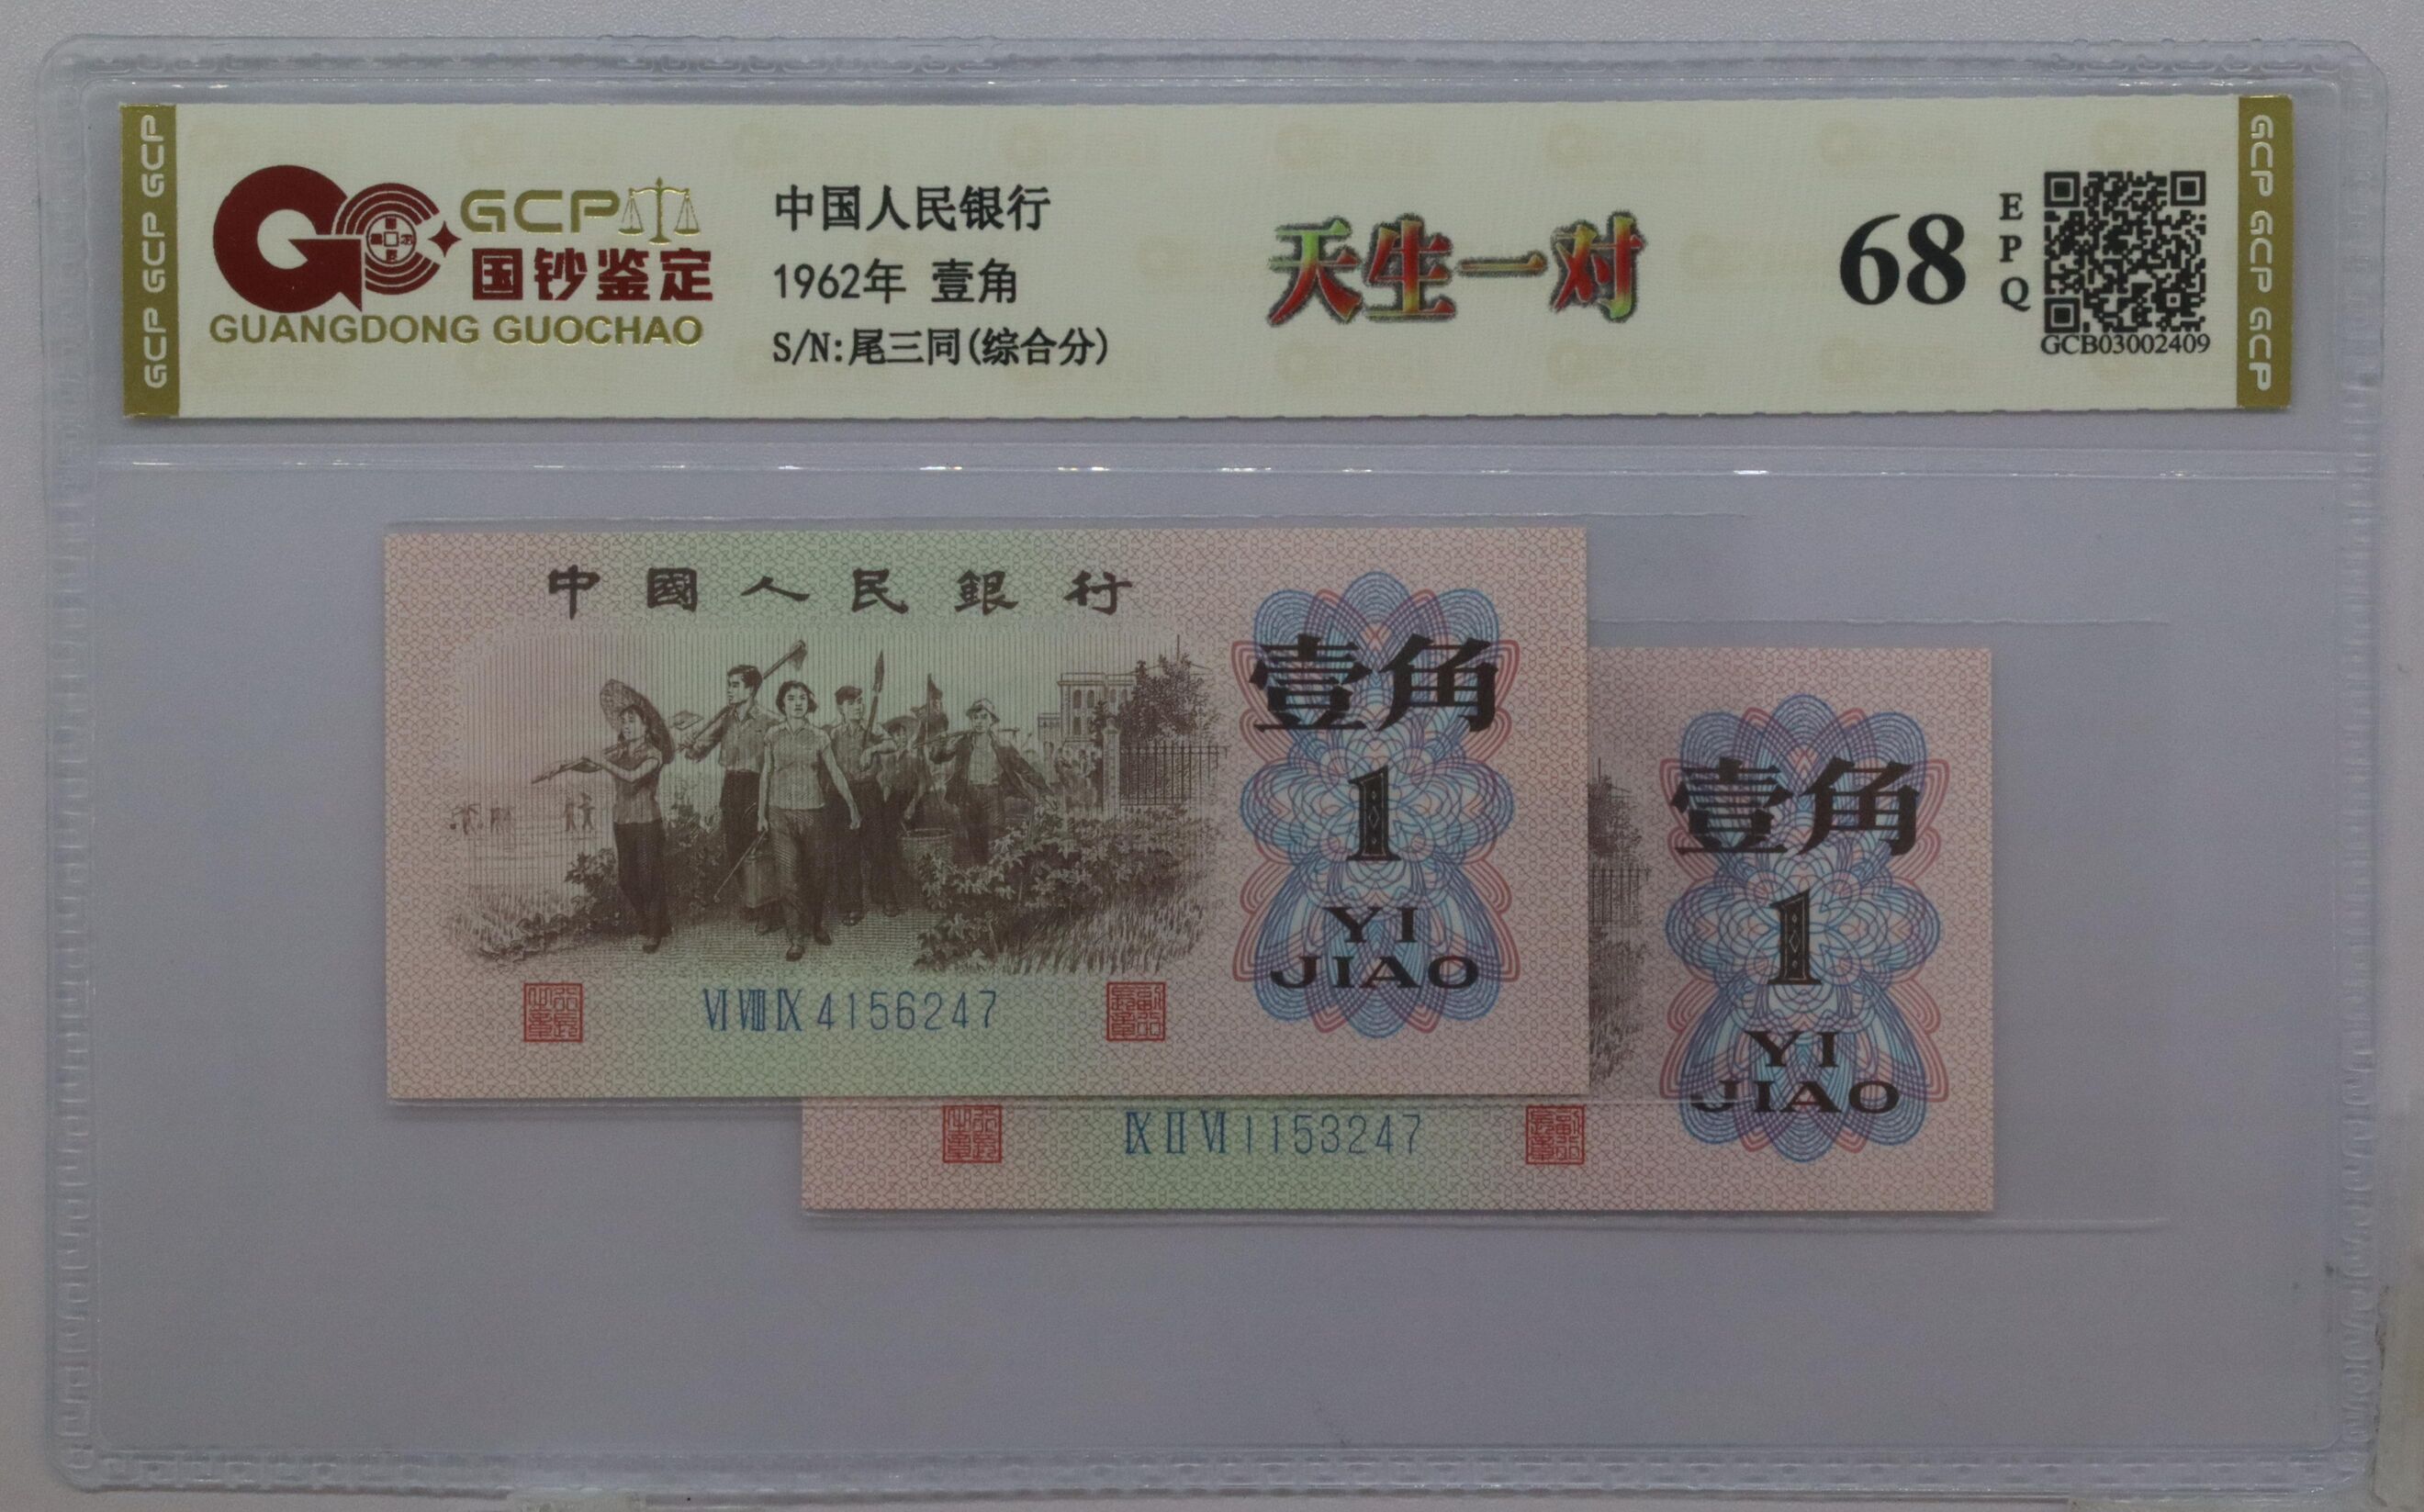 GCP GCP GCP
GCP
国钞鉴定
GUANGDONG GUOCHAO
中国人民银行
1962年 壹角
S/N:尾三同(综合分)
天生一对
68
EPQ
GCB03002409
GCP GCP GCP
中國人民銀行
壹角
1
YI
JIAO
VI VIII IX 4156247
壹角
1
YI
JIAO
IX II VI 1153247